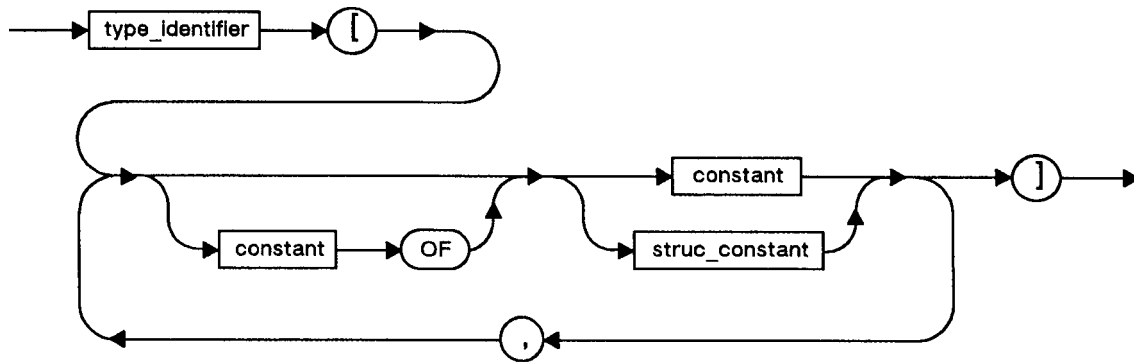 type_identifier [
constant ]
constant OF struc_constant
,